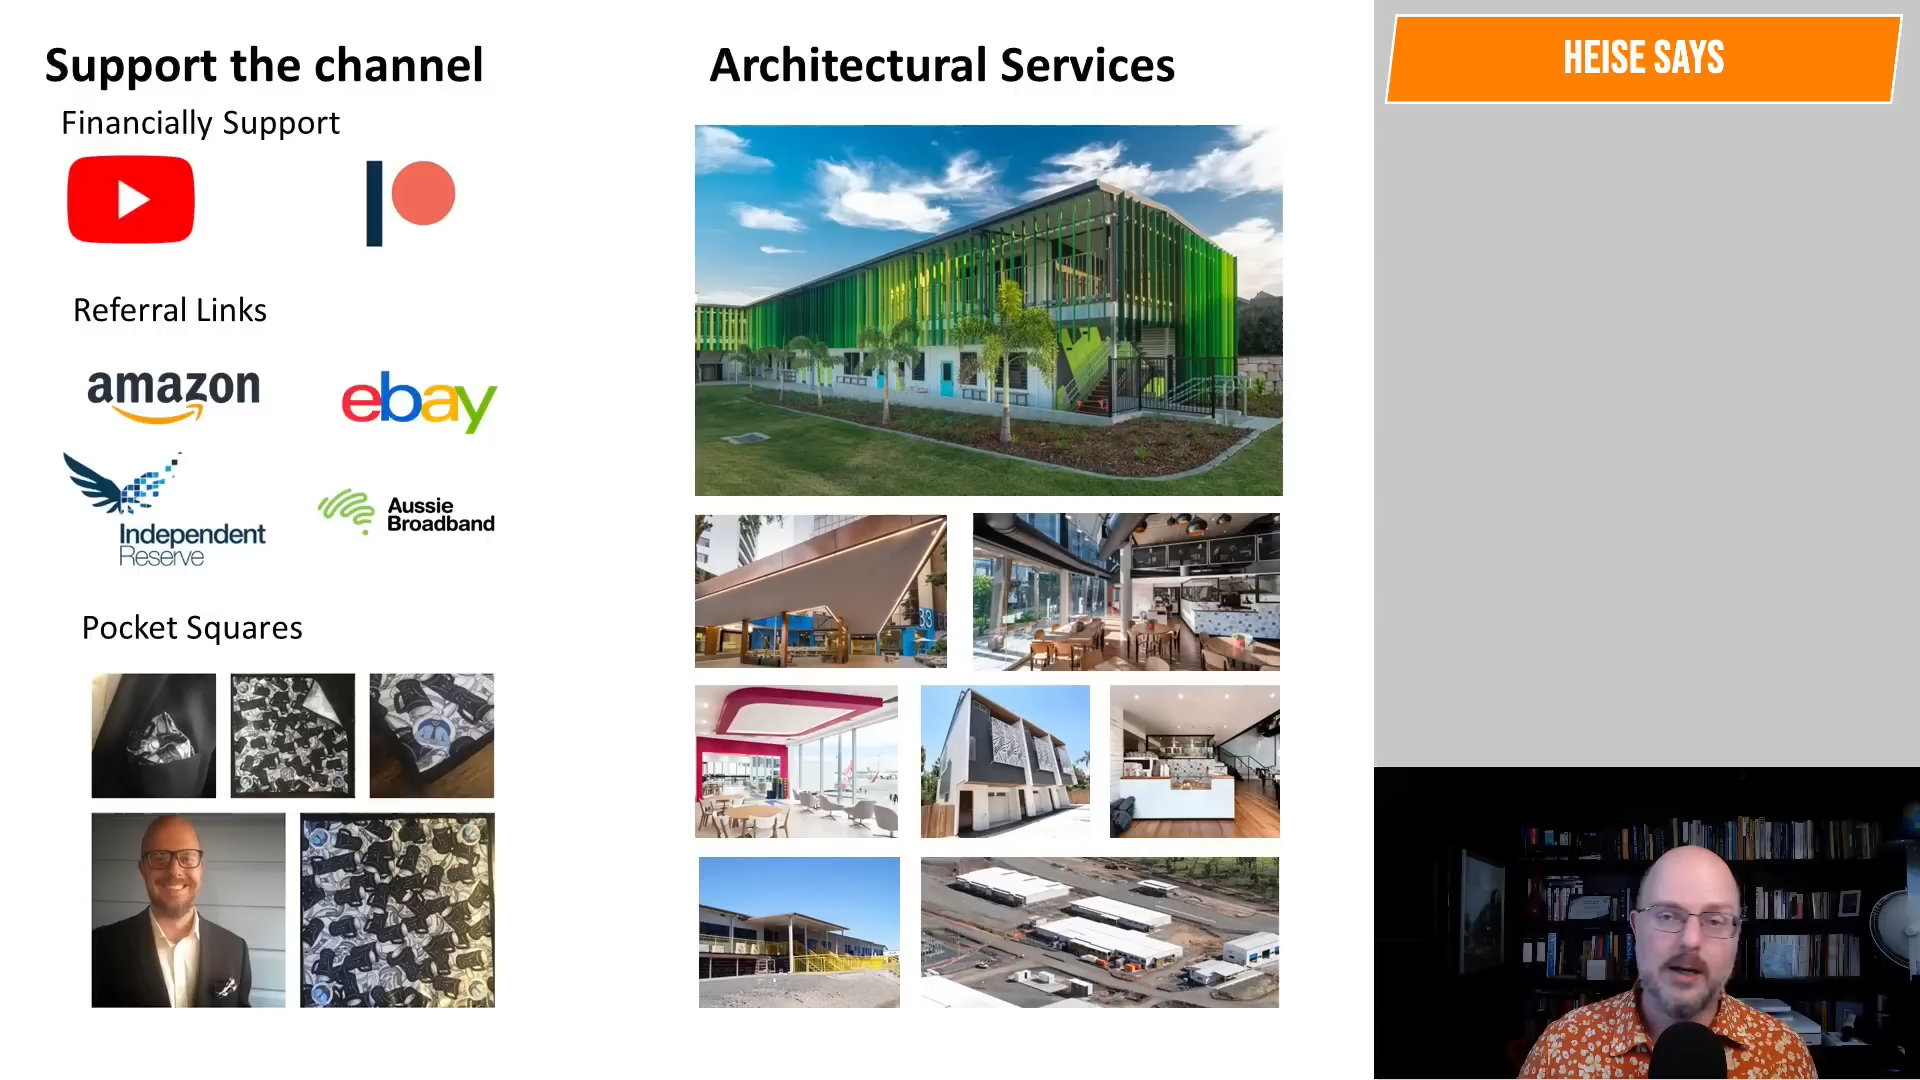 Support the channel
Financially Support
Referral Links
amazon
ebay
Independent
Reserve
Aussie
Broadband
Pocket Squares
Architectural Services
33
HEISE SAYS